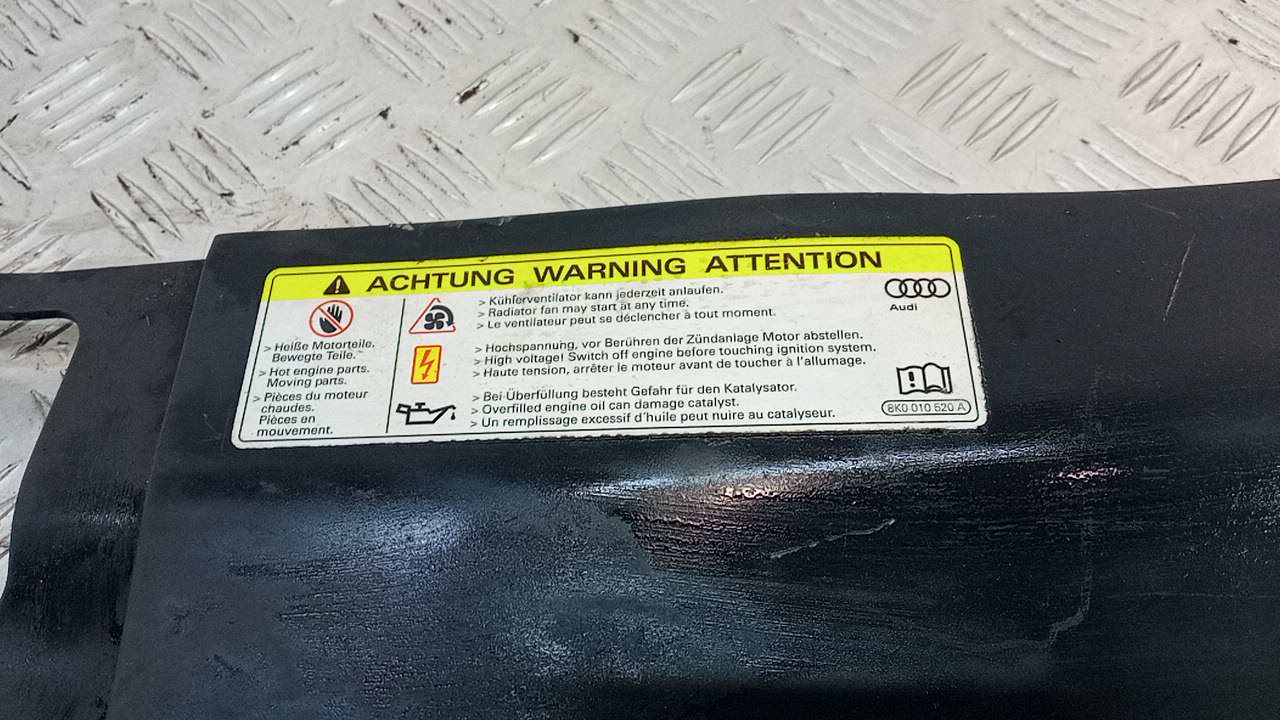 ACHTUNG WARNING ATTENTION
> Heiße Motorteile.
Bewegte Teile.
> Hot engine parts.
Moving parts.
> Pièces du moteur
chaudes.
Pièces en
mouvement.
> Kühlerventilator kann jederzeit anlaufen.
> Radiator fan may start at any time.
> Le ventilateur peut se déclencher à tout moment.
> Hochspannung, vor Berühren der Zündanlage Motor abstellen.
> High voltage! Switch off engine before touching ignition system.
> Haute tension, arrêter le moteur avant de toucher à l'allumage.
> Bei Überfüllung besteht Gefahr für den Katalysator.
> Overfilled engine oil can damage catalyst.
> Un remplissage excessif d'huile peut nuire au catalyseur.
Audi
8K0 010 520 A